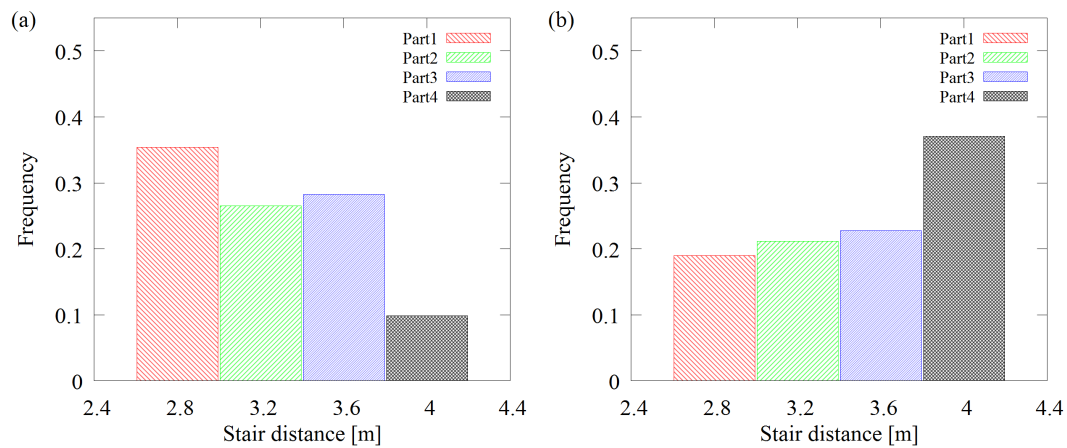 (a)
0.5
0.4
0.3
0.2
0.1
0
Frequency
Part1
Part2
Part3
Part4
2.4 2.8 3.2 3.6 4 4.4
Stair distance [m]
(b)
0.5
0.4
0.3
0.2
0.1
0
Frequency
Part1
Part2
Part3
Part4
2.4 2.8 3.2 3.6 4 4.4
Stair distance [m]